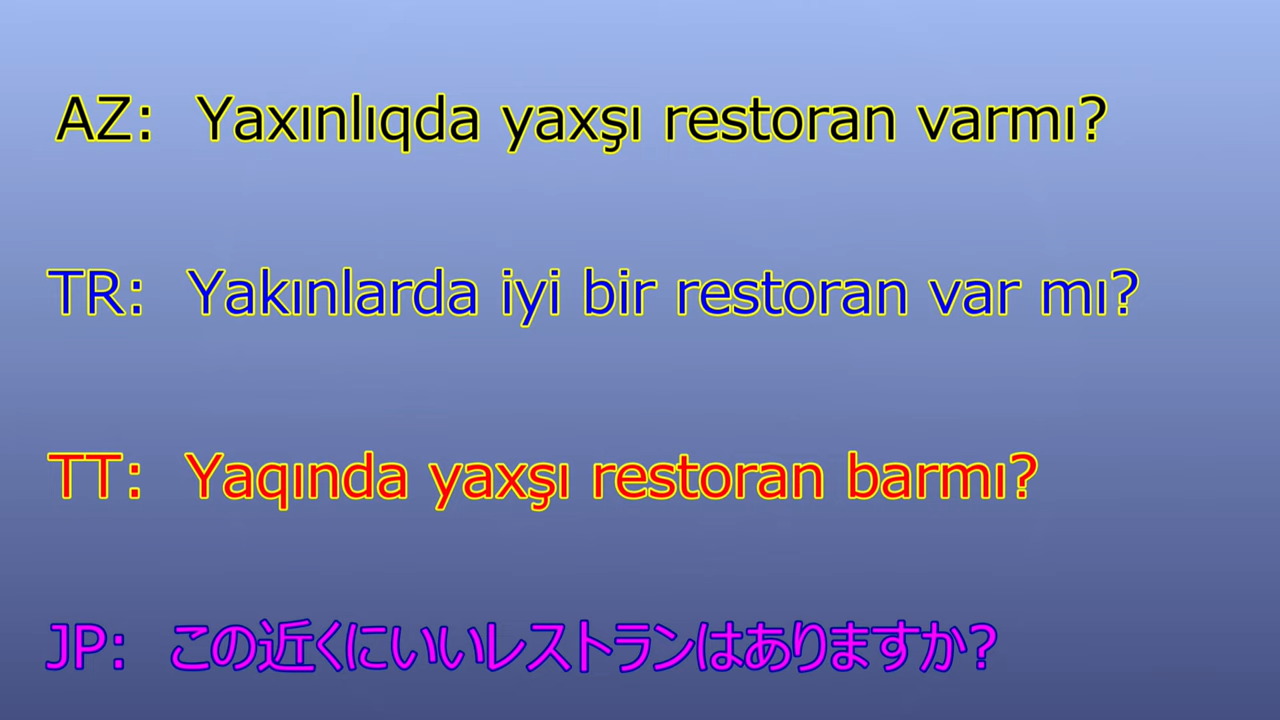 AZ: Yaxınlıqda yaxşı restoran varmı?
TR: Yakınlarda iyi bir restoran var mı?
TT: Yaqında yaxşı restoran barmı?
JP: この近くにいいレストランはありますか?